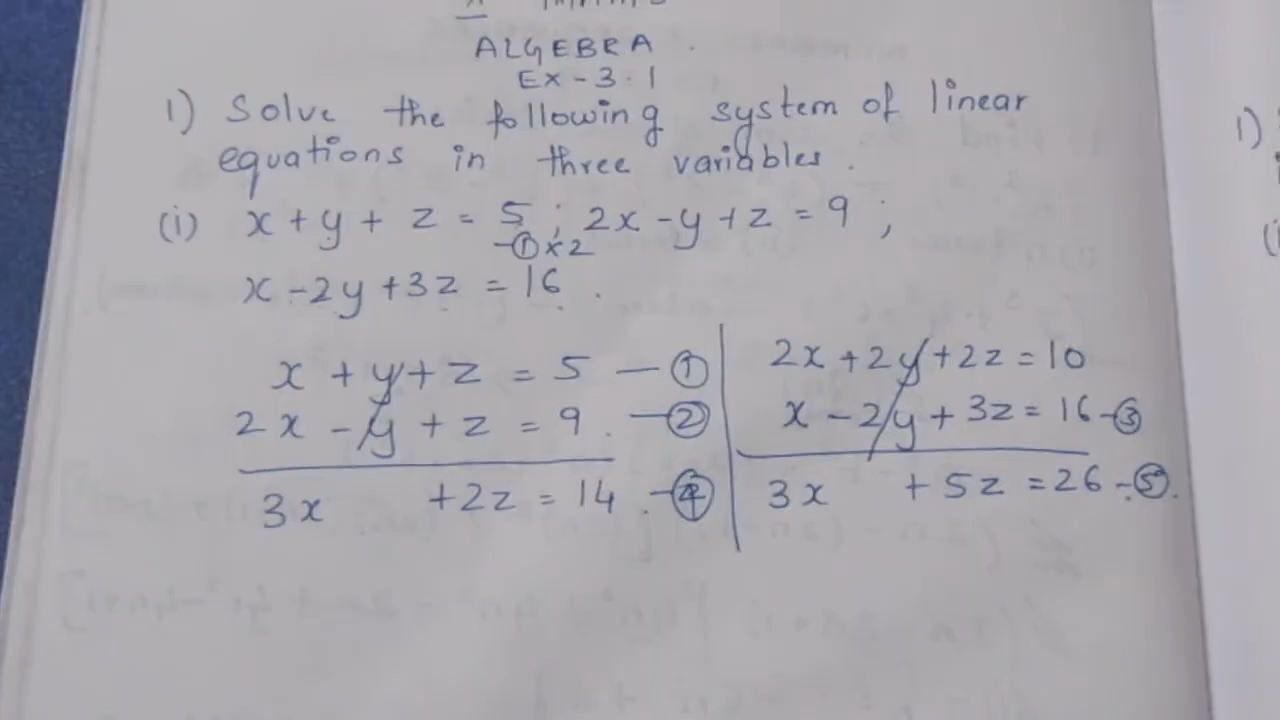 ALGEBRA
Ex - 3.1
1) Solve the following system of linear
equations in three variables.
(i) x + y + z = 5 ; 2x - y + z = 9 ;
- ① × 2
x - 2y + 3z = 16.
x + y + z = 5 — ①
2x - y + z = 9. — ②
3x + 2z = 14. — ④
2x + 2y + 2z = 10
x - 2y + 3z = 16 - ③
3x + 5z = 26 - ⑤.
1)
(i